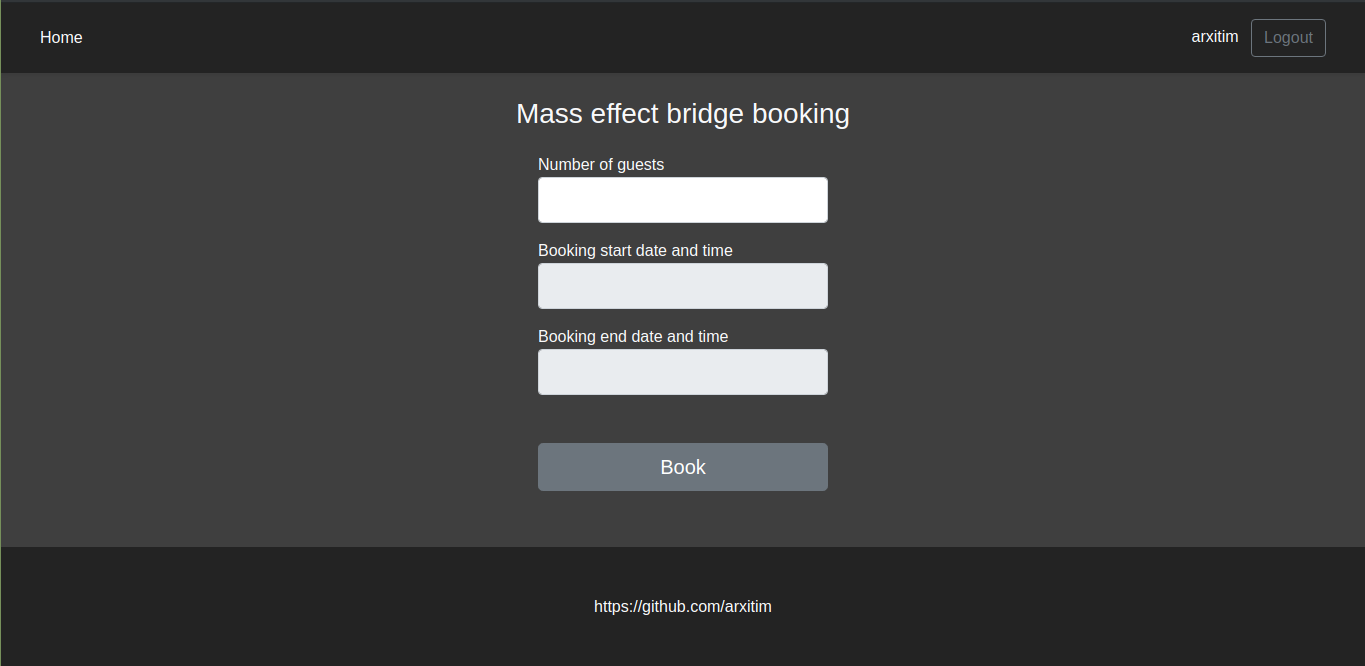 Home
arxitim
Logout
Mass effect bridge booking
Number of guests
Booking start date and time
Booking end date and time
Book
https://github.com/arxitim